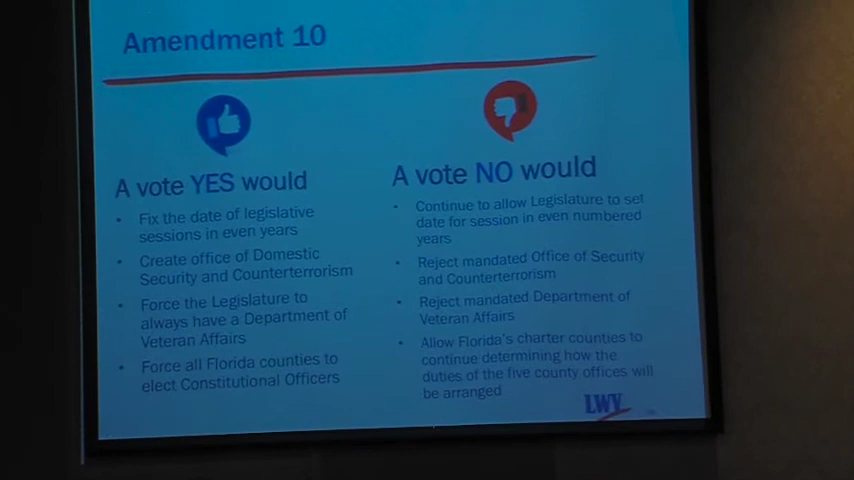 Amendment 10
A vote YES would
• Fix the date of legislative
sessions in even years
• Create office of Domestic
Security and Counterterrorism
• Force the Legislature to
always have a Department of
Veteran Affairs
• Force all Florida counties to
elect Constitutional Officers
A vote NO would
• Continue to allow Legislature to set
date for session in even numbered
years
• Reject mandated Office of Security
and Counterterrorism
• Reject mandated Department of
Veteran Affairs
• Allow Florida's charter counties to
continue determining how the
duties of the five county offices will
be arranged
LWV